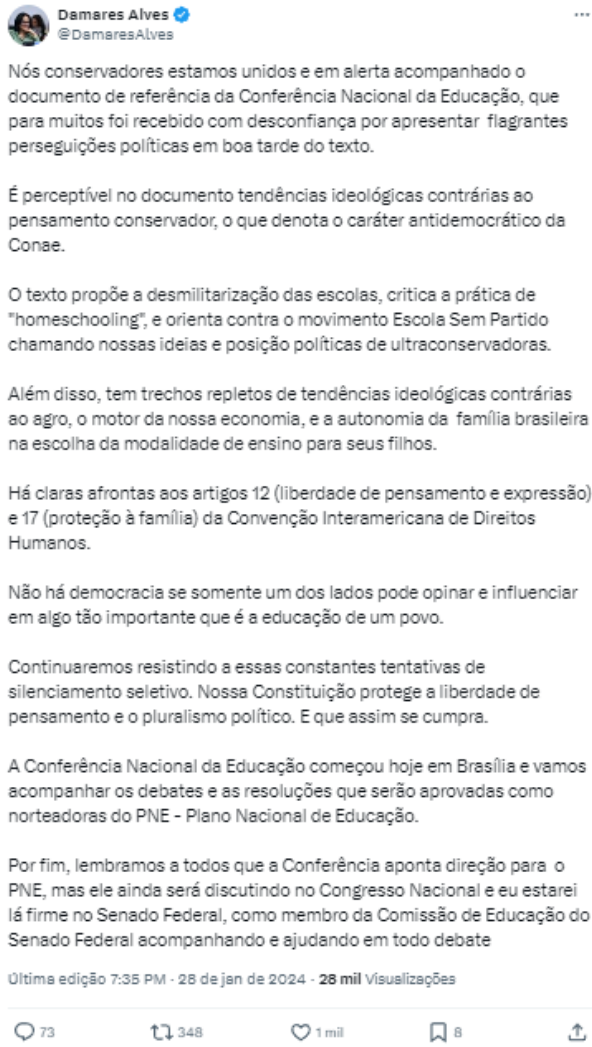 Damares Alves
@DamaresAlves
Nós conservadores estamos unidos e em alerta acompanhado o
documento de referência da Conferência Nacional da Educação, que
para muitos foi recebido com desconfiança por apresentar flagrantes
perseguições políticas em boa tarde do texto.
É perceptível no documento tendências ideológicas contrárias ao
pensamento conservador, o que denota o caráter antidemocrático da
Conae.
O texto propõe a desmilitarização das escolas, critica a prática de
"homeschooling", e orienta contra o movimento Escola Sem Partido
chamando nossas ideias e posição políticas de ultraconservadoras.
Além disso, tem trechos repletos de tendências ideológicas contrárias
ao agro, o motor da nossa economia, e a autonomia da família brasileira
na escolha da modalidade de ensino para seus filhos.
Há claras afrontas aos artigos 12 (liberdade de pensamento e expressão)
e 17 (proteção à família) da Convenção Interamericana de Direitos
Humanos.
Não há democracia se somente um dos lados pode opinar e influenciar
em algo tão importante que é a educação de um povo.
Continuaremos resistindo a essas constantes tentativas de
silenciamento seletivo. Nossa Constituição protege a liberdade de
pensamento e o pluralismo político. E que assim se cumpra.
A Conferência Nacional da Educação começou hoje em Brasília e vamos
acompanhar os debates e as resoluções que serão aprovadas como
norteadoras do PNE - Plano Nacional de Educação.
Por fim, lembramos a todos que a Conferência aponta direção para o
PNE, mas ele ainda será discutindo no Congresso Nacional e eu estarei
lá firme no Senado Federal, como membro da Comissão de Educação do
Senado Federal acompanhando e ajudando em todo debate
Última edição 7:35 PM · 28 de jan de 2024 · 28 mil Visualizações
73 348 1 mil 8